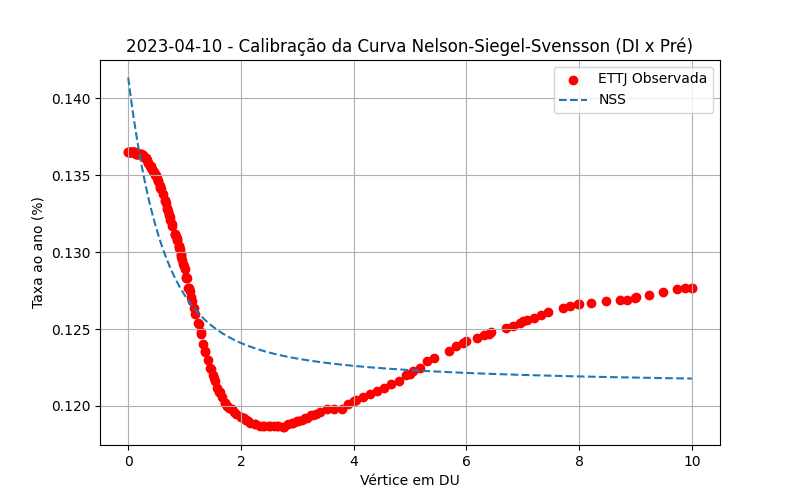 2023-04-10 - Calibração da Curva Nelson-Siegel-Svensson (DI x Pré)
ETTJ Observada
NSS
0.140
0.135
0.130
0.125
0.120
Taxa ao ano (%)
0 2 4 6 8 10
Vértice em DU